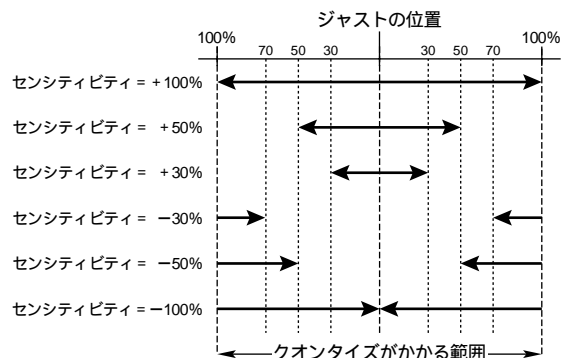 ジャストの位置
100% 70 50 30 30 50 70 100%
センシティビティ = +100%
センシティビティ = +50%
センシティビティ = +30%
センシティビティ = −30%
センシティビティ = −50%
センシティビティ = −100%
クオンタイズがかかる範囲